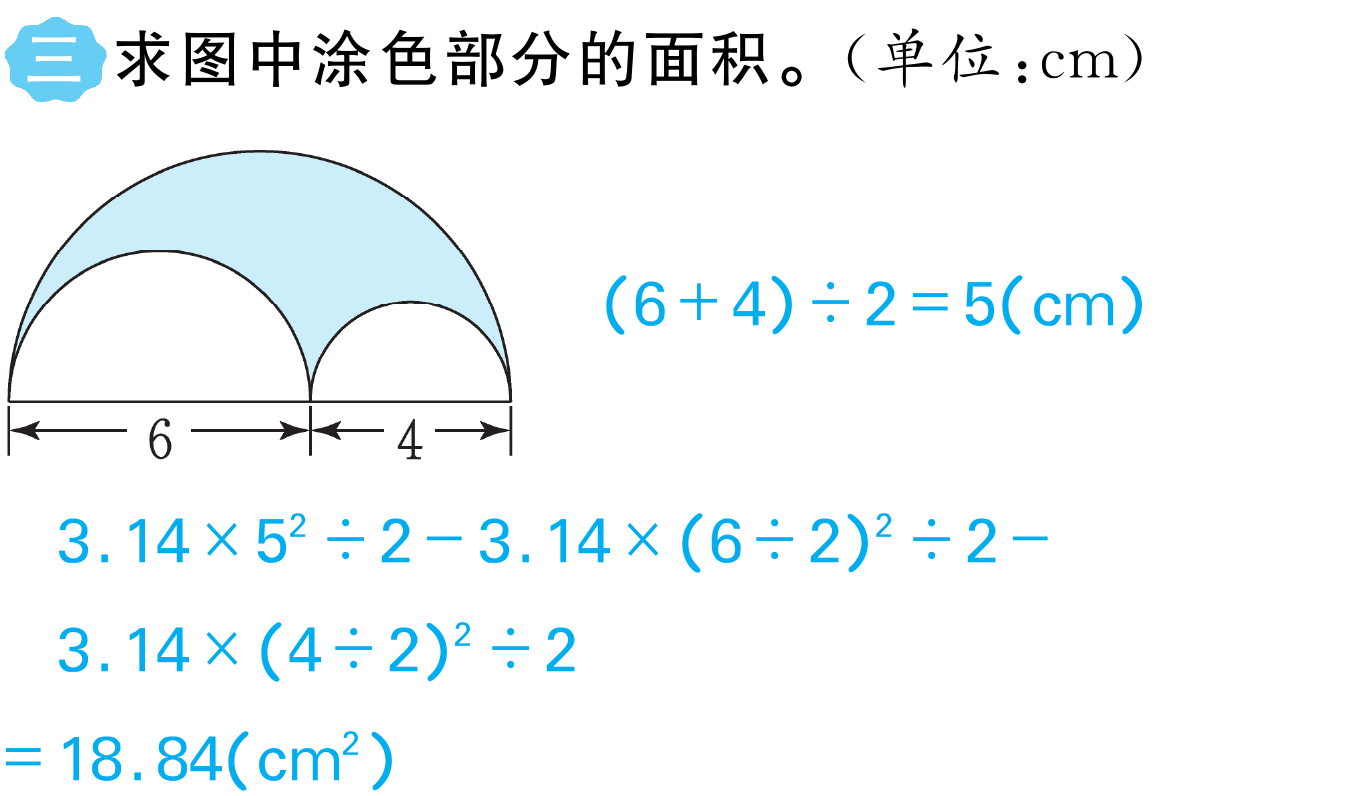 三 求图中涂色部分的面积。(单位:cm)
(6+4)÷2=5(cm)
6 4
3.14×5²÷2-3.14×(6÷2)²÷2-
3.14×(4÷2)²÷2
=18.84(cm²)